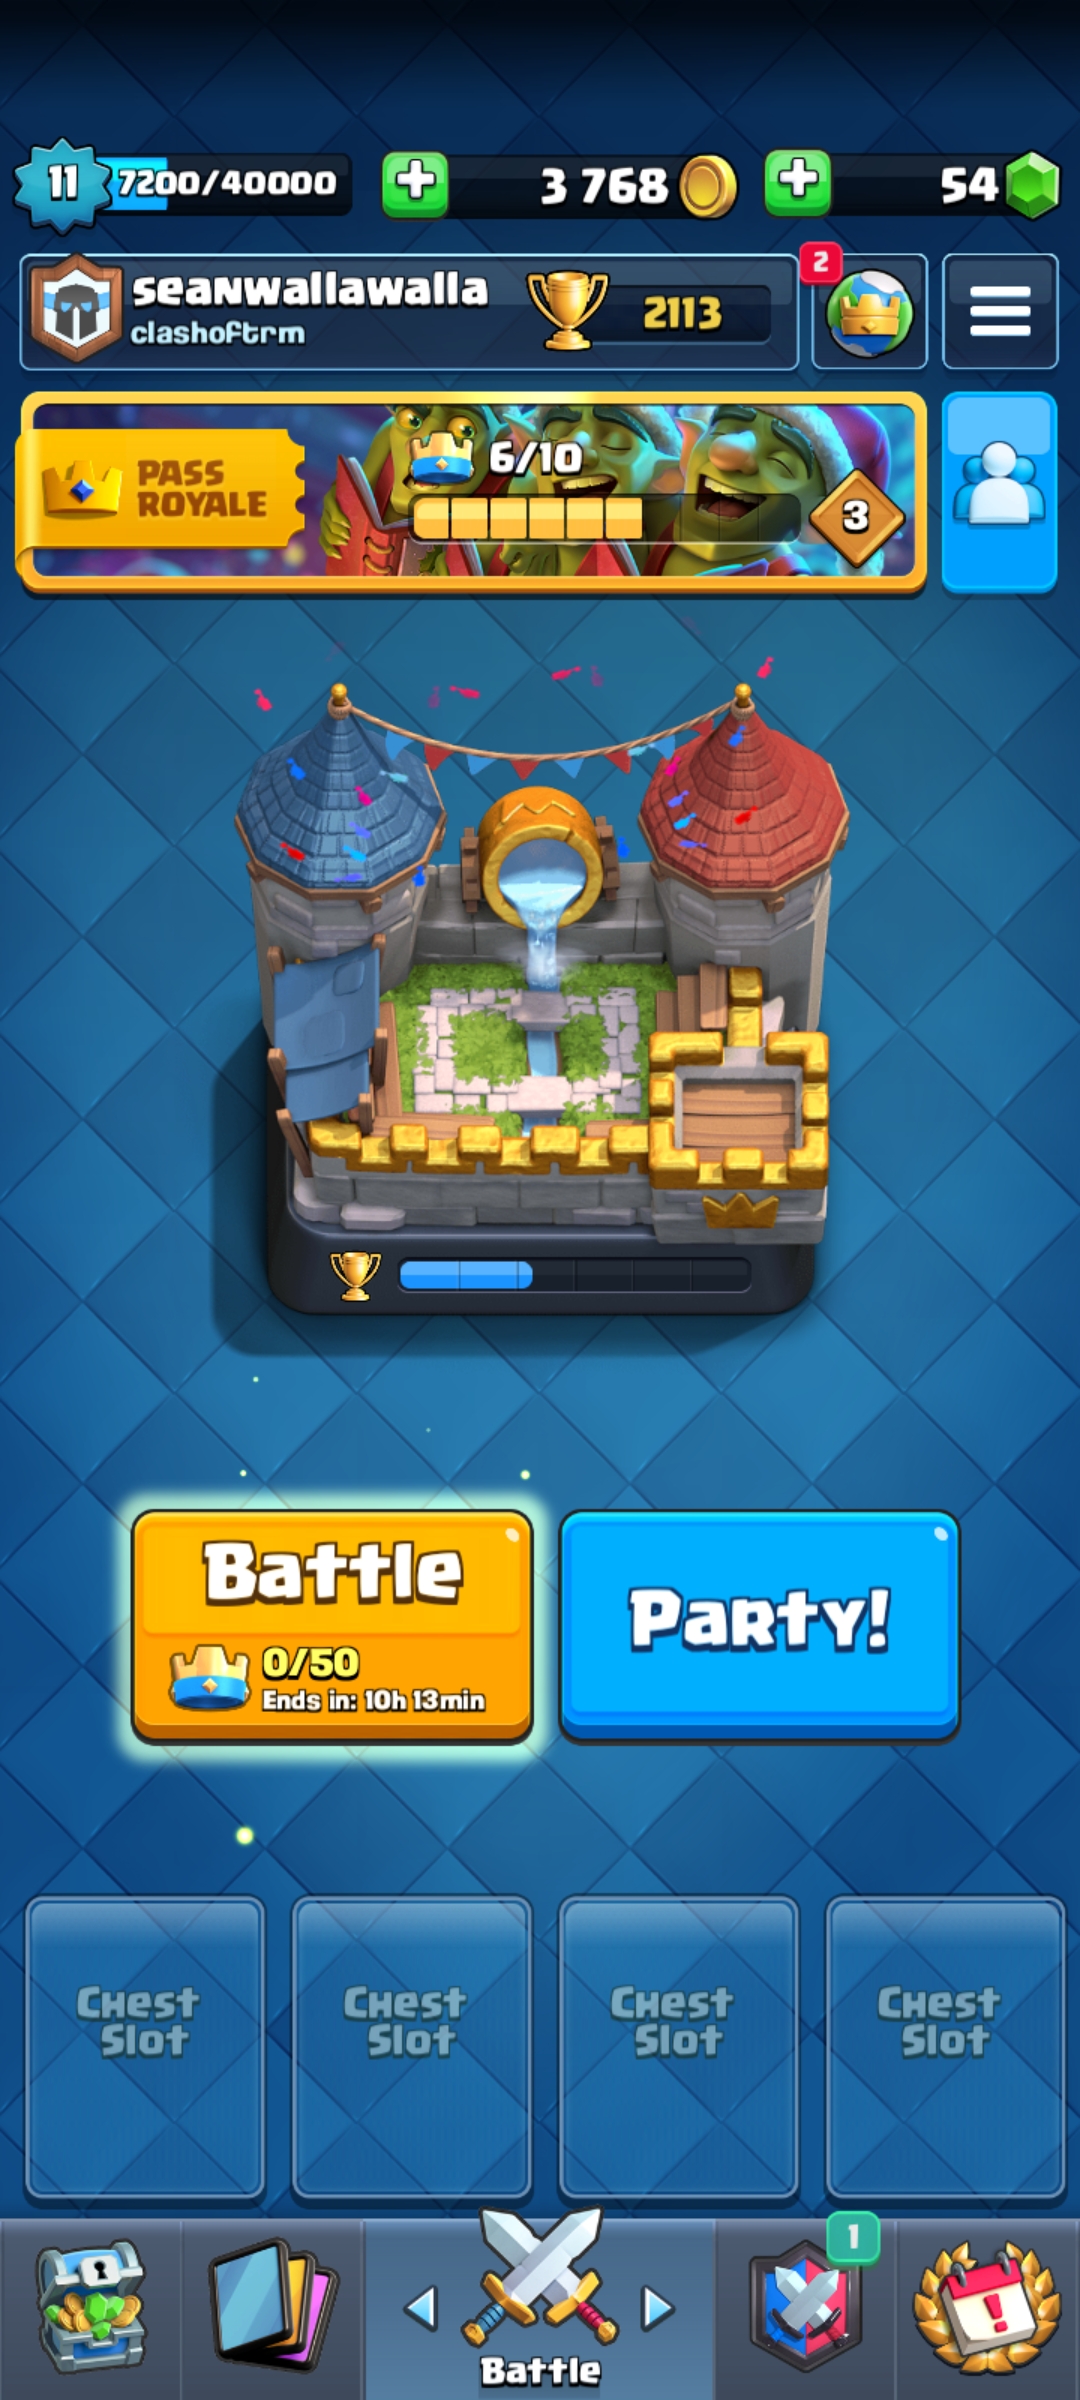 11
7200/40000
3 768
54
seanwallawalla
2113
2
clashoftrm
PASS
ROYALE
6/10
3
Battle
0/50
Ends in: 10h 13min
Party!
Chest
Slot
Chest
Slot
Chest
Slot
Chest
Slot
1
Battle